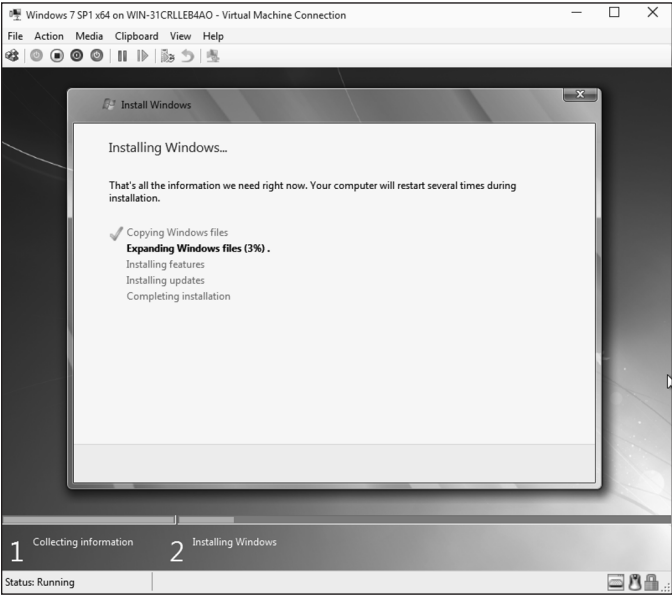 Windows 7 SP1 x64 on WIN-31CRLLEB4AO - Virtual Machine Connection
File Action Media Clipboard View Help
Install Windows
Installing Windows...
That's all the information we need right now. Your computer will restart several times during
installation.
Copying Windows files
Expanding Windows files (3%) .
Installing features
Installing updates
Completing installation
1 Collecting information 2 Installing Windows
Status: Running